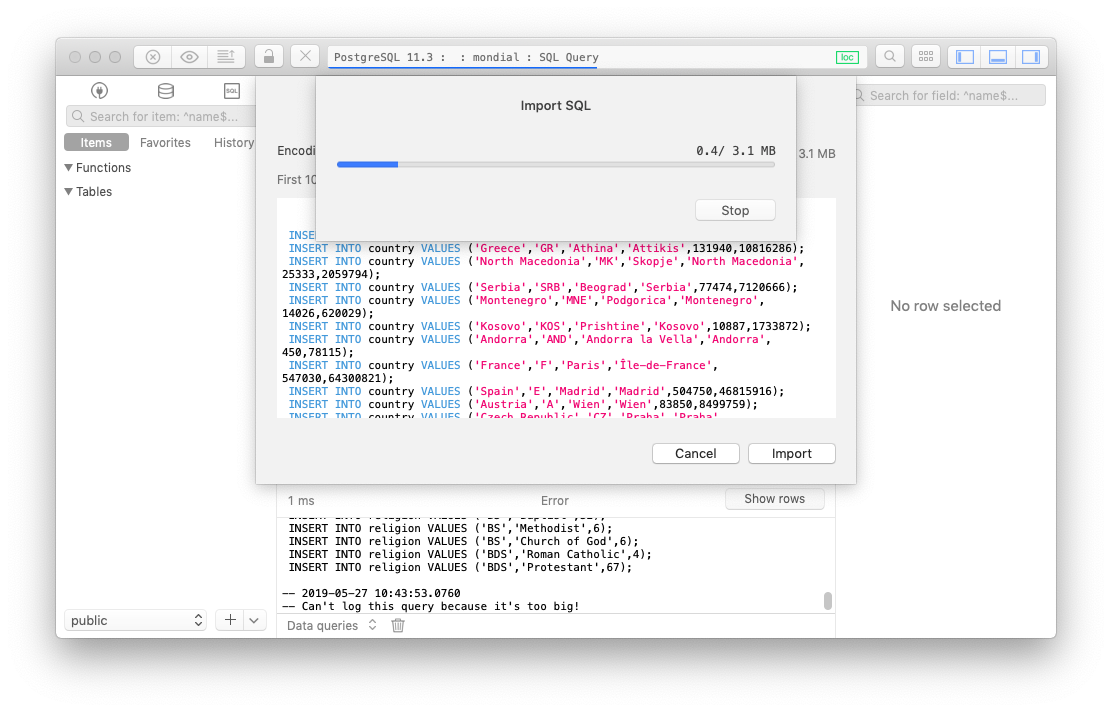 PostgreSQL 11.3 : : mondial : SQL Query
loc
SQL
Search for item: ^name$...
Search for field: ^name$...
Items
Favorites
History
Functions
Tables
Import SQL
0.4/ 3.1 MB
Stop
3.1 MB
INSERT INTO country VALUES ('Greece','GR','Athina','Attikis',131940,10816286);
INSERT INTO country VALUES ('North Macedonia','MK','Skopje','North Macedonia',
25333,2059794);
INSERT INTO country VALUES ('Serbia','SRB','Beograd','Serbia',77474,7120666);
INSERT INTO country VALUES ('Montenegro','MNE','Podgorica','Montenegro',
14026,620029);
INSERT INTO country VALUES ('Kosovo','KOS','Prishtine','Kosovo',10887,1733872);
INSERT INTO country VALUES ('Andorra','AND','Andorra la Vella','Andorra',
450,78115);
INSERT INTO country VALUES ('France','F','Paris','Île-de-France',
547030,64300821);
INSERT INTO country VALUES ('Spain','E','Madrid','Madrid',504750,46815916);
INSERT INTO country VALUES ('Austria','A','Wien','Wien',83850,8499759);
INSERT INTO country VALUES ('Czech Republic','CZ','Praha','Praha',
Cancel
Import
No row selected
1 ms
Error
Show rows
INSERT INTO religion VALUES ('BS','Methodist',6);
INSERT INTO religion VALUES ('BS','Church of God',6);
INSERT INTO religion VALUES ('BDS','Roman Catholic',4);
INSERT INTO religion VALUES ('BDS','Protestant',67);
-- 2019-05-27 10:43:53.0760
-- Can't log this query because it's too big!
public
Data queries